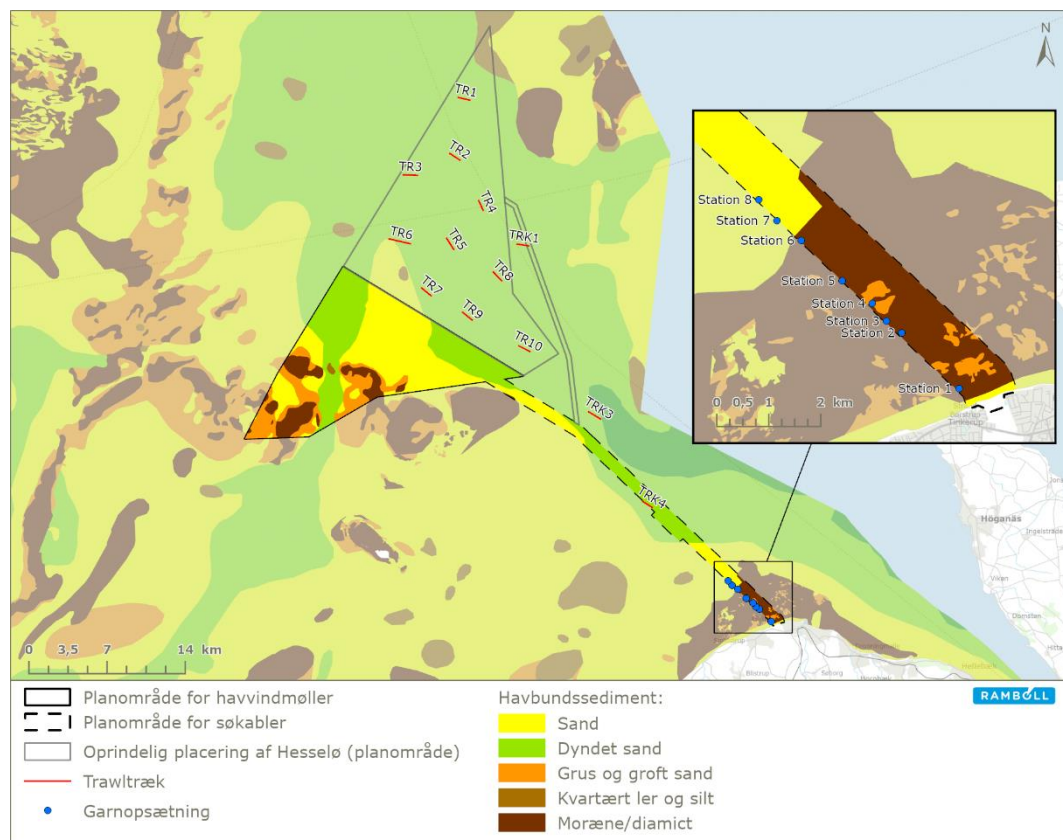 N
TR1
TR2
TR3
TR4
TR5
TR6
TRK1
TR8
TR7
TR9
TR10
TRK3
TRK4
Station 8
Station 7
Station 6
Station 5
Station 4
Station 3
Station 2
Station 1
0 0,5 1 2 km
Höganäs
Viken
0 3,5 7 14 km
Planområde for havvindmøller
Planområde for søkabler
Oprindelig placering af Hesselø (planområde)
Trawltræk
Garnopsætning
Havbundssediment:
Sand
Dyndet sand
Grus og groft sand
Kvartært ler og silt
Moræne/diamict
RAMBOLL